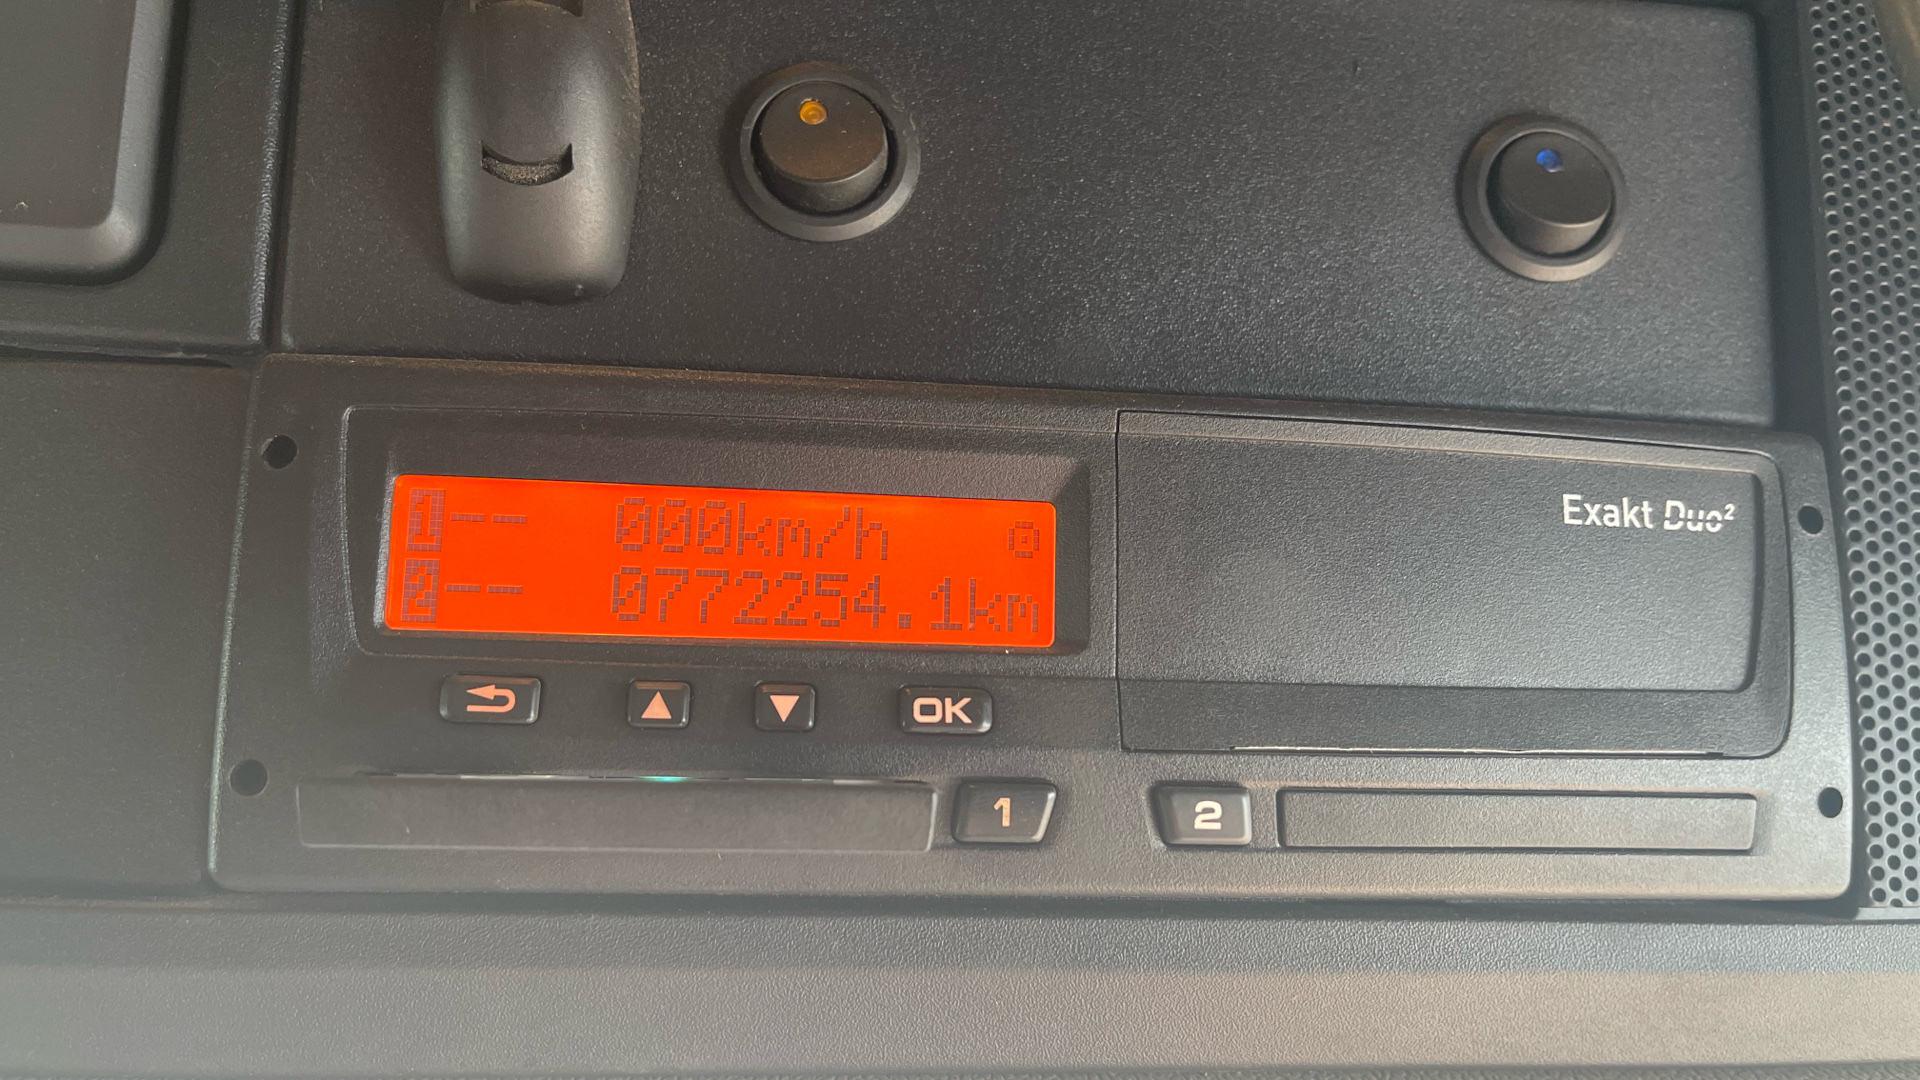 1-- 000km/h
2-- 0772254.1km
Exakt Duo²
OK
1
2